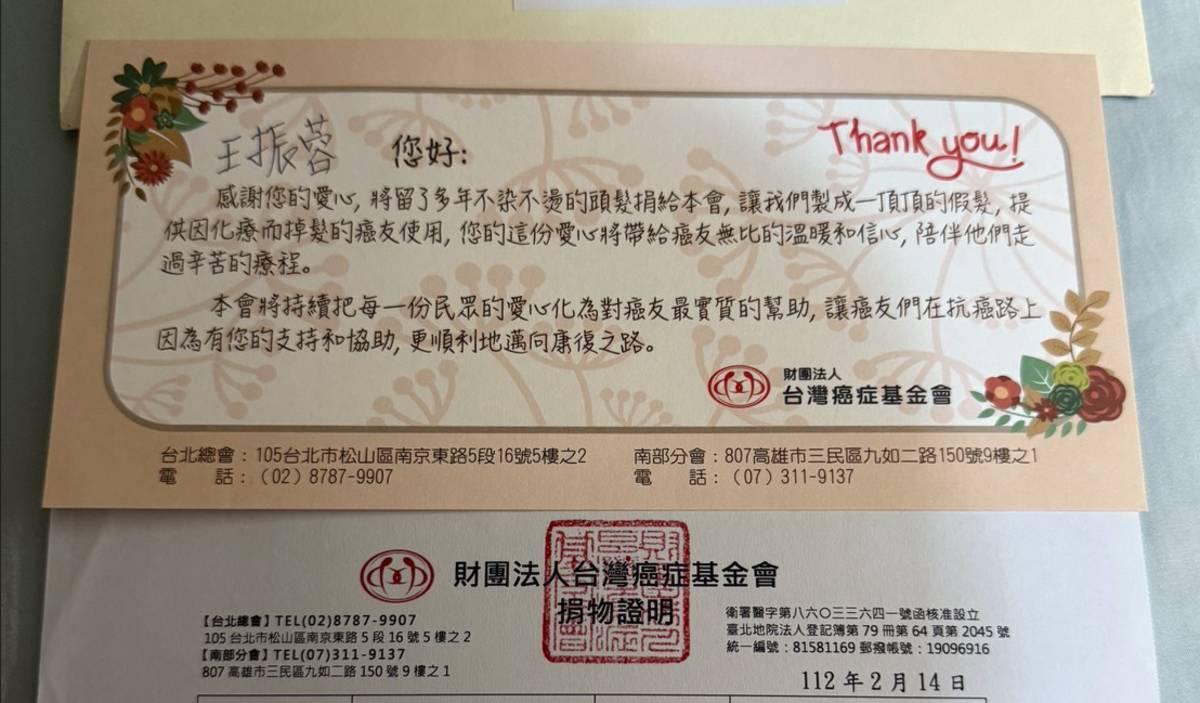 王振蓉 您好:
Thank you!
感謝您的愛心, 將留了多年不染不燙的頭髮捐給本會, 讓我們製成一頂頂的假髮, 提
供因化療而掉髮的癌友使用, 您的這份愛心將帶給癌友無比的溫暖和信心, 陪伴他們走
過辛苦的療程。
本會將持續把每一份民眾的愛心化為對癌友最實質的幫助, 讓癌友們在抗癌路上
因為有您的支持和協助, 更順利地邁向康復之路。
財團法人
台灣癌症基金會
台北總會：105台北市松山區南京東路5段16號5樓之2
電　　話：（02）8787-9907
南部分會：807高雄市三民區九如二路150號9樓之1
電　　話：（07）311-9137
財團法人台灣癌症基金會
捐物證明
【台北總會】TEL(02)8787-9907
105 台北市松山區南京東路 5 段 16 號 5 樓之 2
【南部分會】TEL(07)311-9137
807 高雄市三民區九如二路 150 號 9 樓之 1
衛署醫字第八六〇三三六四一號函核准設立
臺北地院法人登記簿第 79 冊第 64 頁第 2045 號
統一編號：81581169 郵撥帳號：19096916
112 年 2 月 14 日